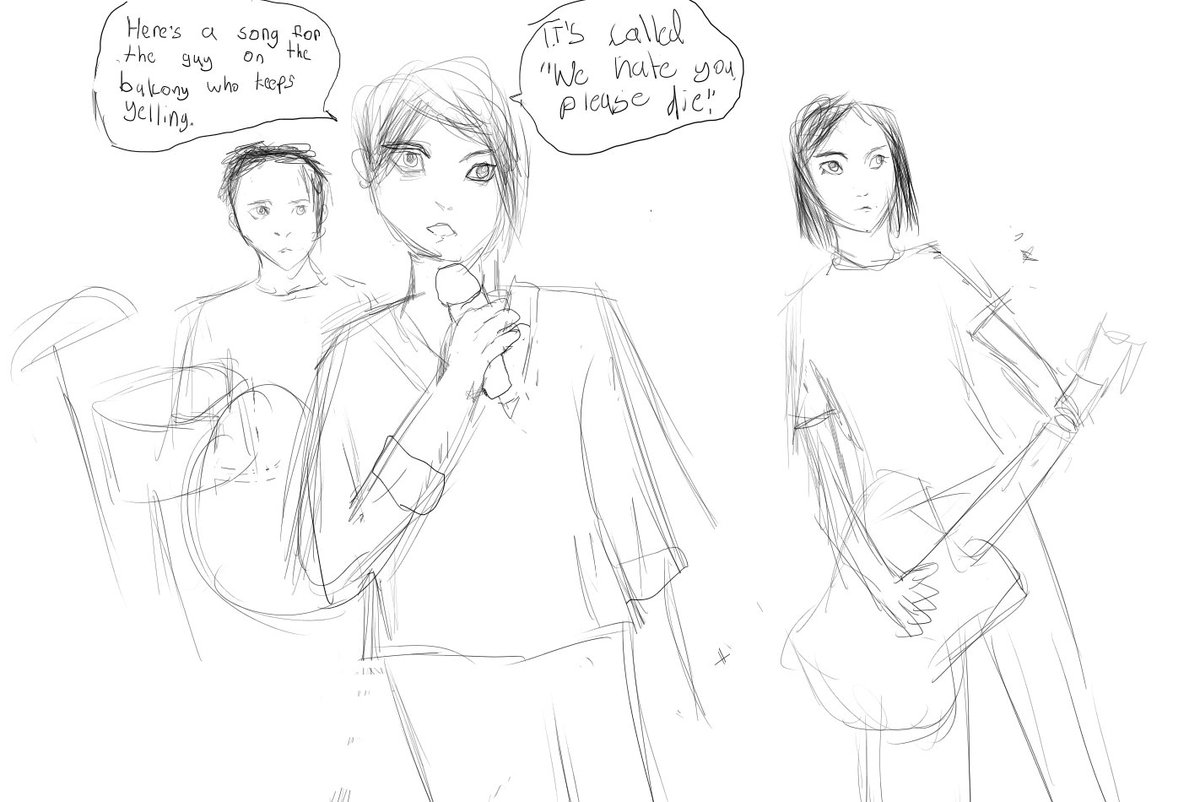 Here's a song for
the guy on the
balcony who keeps
yelling.
IT'S called
"We hate you,
please die!"